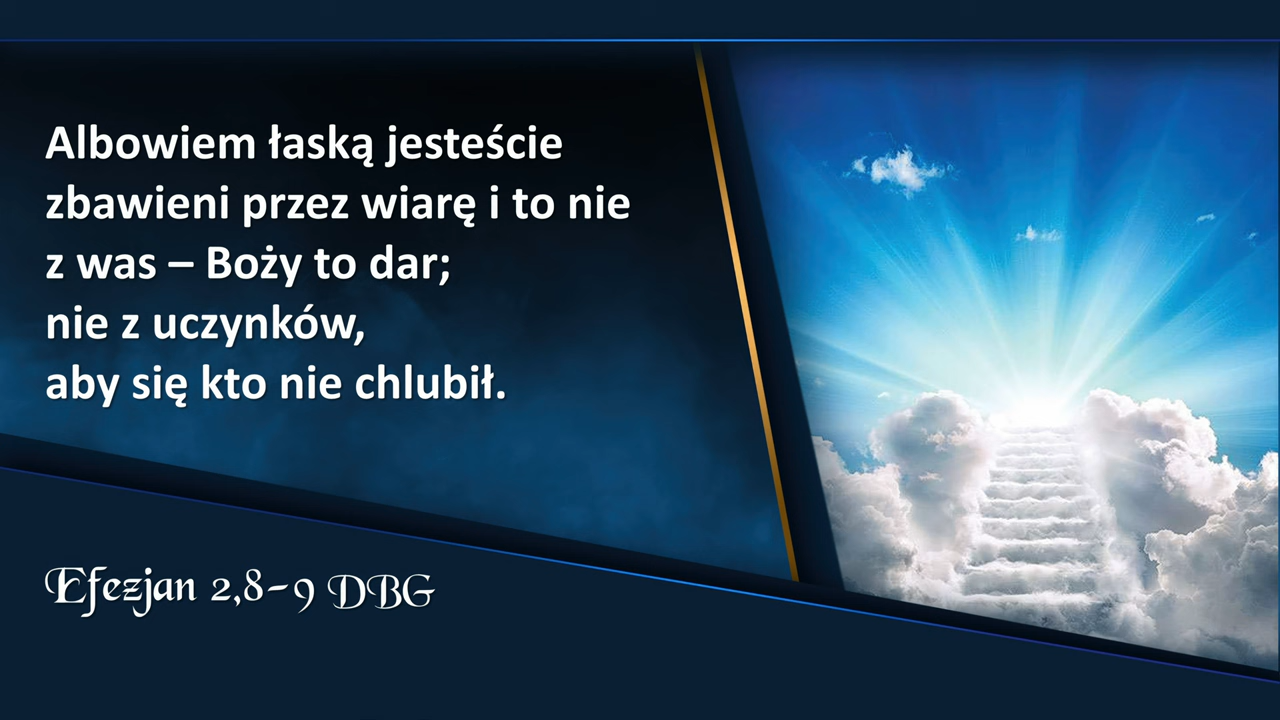 Albowiem łaską jesteście
zbawieni przez wiarę i to nie
z was – Boży to dar;
nie z uczynków,
aby się kto nie chlubił.
Efezjan 2,8-9 DBG